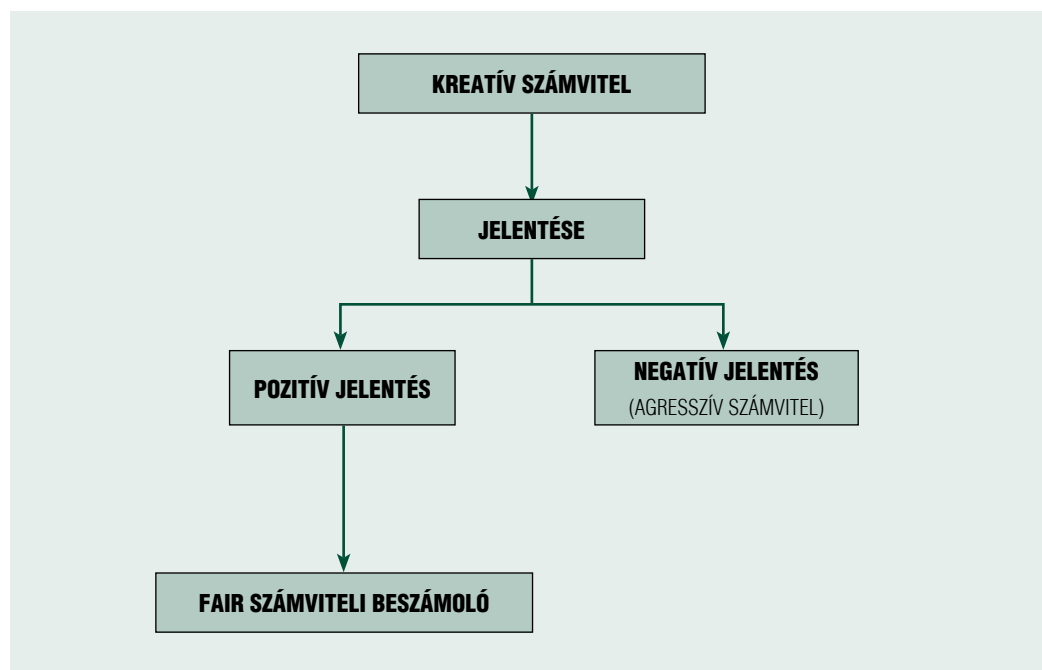 KREATÍV SZÁMVITEL
JELENTÉSE
POZITÍV JELENTÉS
NEGATÍV JELENTÉS
(AGRESSZÍV SZÁMVITEL)
FAIR SZÁMVITELI BESZÁMOLÓ